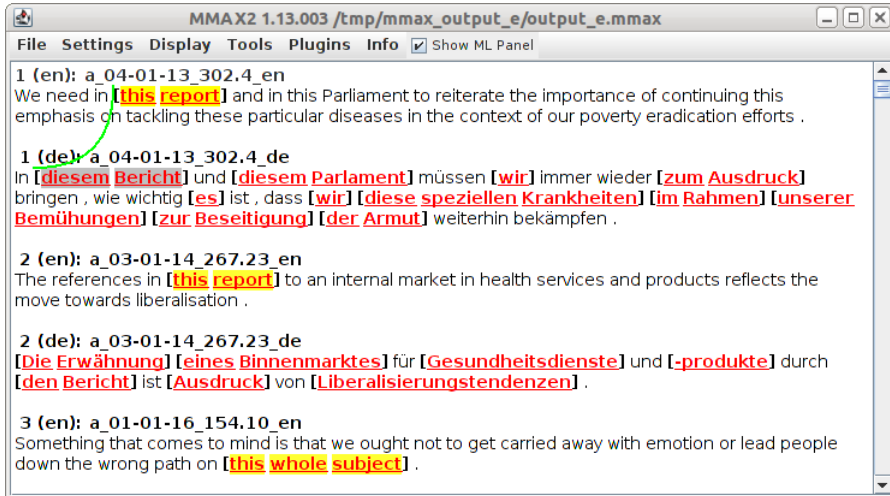 MMAX2 1.13.003 /tmp/mmax_output_e/output_e.mmax
File Settings Display Tools Plugins Info Show ML Panel
1 (en): a_04-01-13_302.4_en
We need in [this report] and in this Parliament to reiterate the importance of continuing this
emphasis on tackling these particular diseases in the context of our poverty eradication efforts .
1 (de): a_04-01-13_302.4_de
In [diesem Bericht] und [diesem Parlament] müssen [wir] immer wieder [zum Ausdruck]
bringen , wie wichtig [es] ist , dass [wir] [diese speziellen Krankheiten] [im Rahmen] [unserer
Bemühungen] [zur Beseitigung] [der Armut] weiterhin bekämpfen .
2 (en): a_03-01-14_267.23_en
The references in [this report] to an internal market in health services and products reflects the
move towards liberalisation .
2 (de): a_03-01-14_267.23_de
[Die Erwähnung] [eines Binnenmarktes] für [Gesundheitsdienste] und [-produkte] durch
[den Bericht] ist [Ausdruck] von [Liberalisierungstendenzen] .
3 (en): a_01-01-16_154.10_en
Something that comes to mind is that we ought not to get carried away with emotion or lead people
down the wrong path on [this whole subject] .